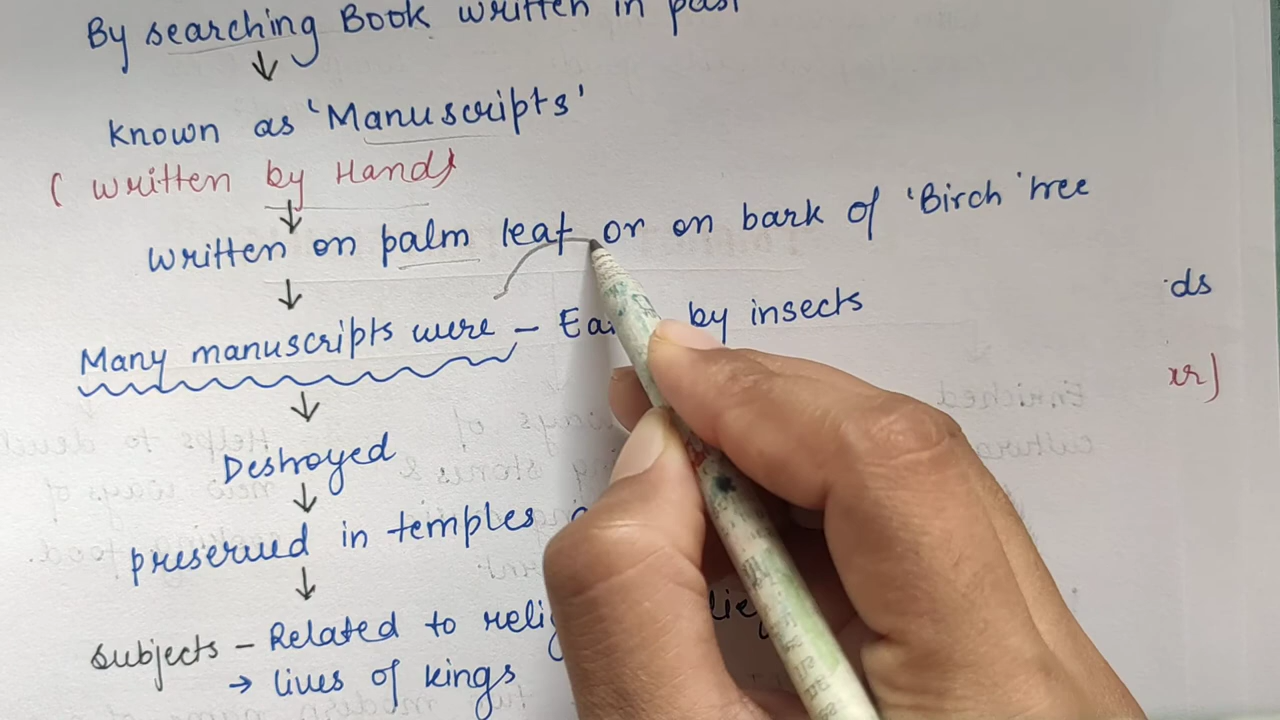 By searching Book written in past
known as 'Manuscripts'
( written by Hand)
written on palm leaf or on bark of 'Birch' tree
Many manuscripts were - by insects
ds
Destroyed
preserved in temples
subjects - Related to
→ lives of kings